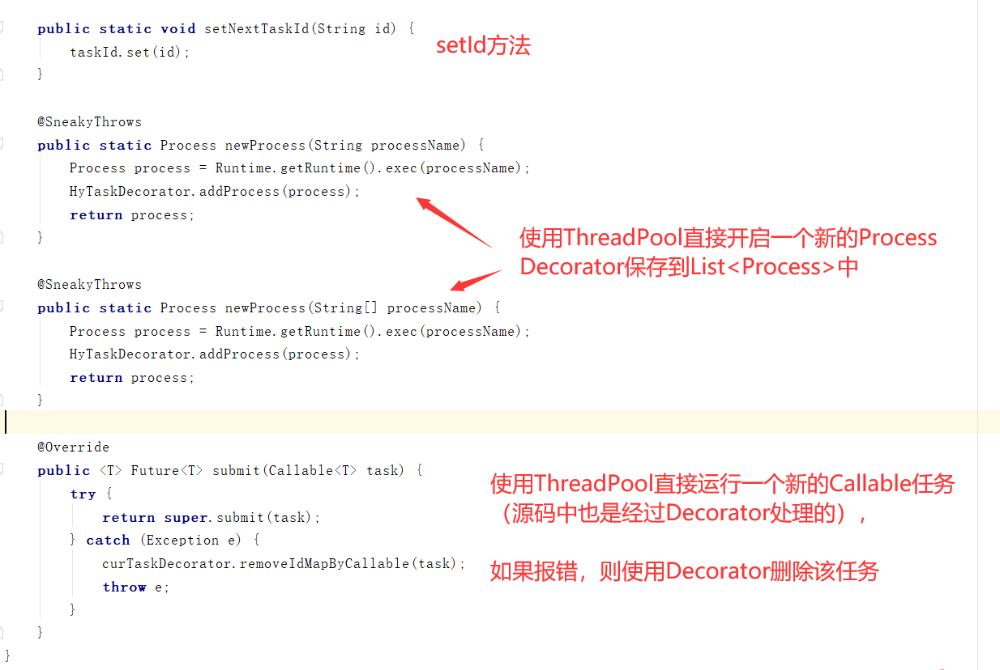 public static void setNextTaskId(String id) {
setId方法
taskId.set(id);
}
@SneakyThrows
public static Process newProcess(String processName) {
Process process = Runtime.getRuntime().exec(processName);
HyTaskDecorator.addProcess(process);
return process;
}
使用ThreadPool直接开启一个新的Process
Decorator保存到List<Process>中
@SneakyThrows
public static Process newProcess(String[] processName) {
Process process = Runtime.getRuntime().exec(processName);
HyTaskDecorator.addProcess(process);
return process;
}
@Override
public <T> Future<T> submit(Callable<T> task) {
try {
return super.submit(task);
} catch (Exception e) {
curTaskDecorator.removeIdMapByCallable(task);
throw e;
}
}
}
使用ThreadPool直接运行一个新的Callable任务
（源码中也是经过Decorator处理的），
如果报错，则使用Decorator删除该任务